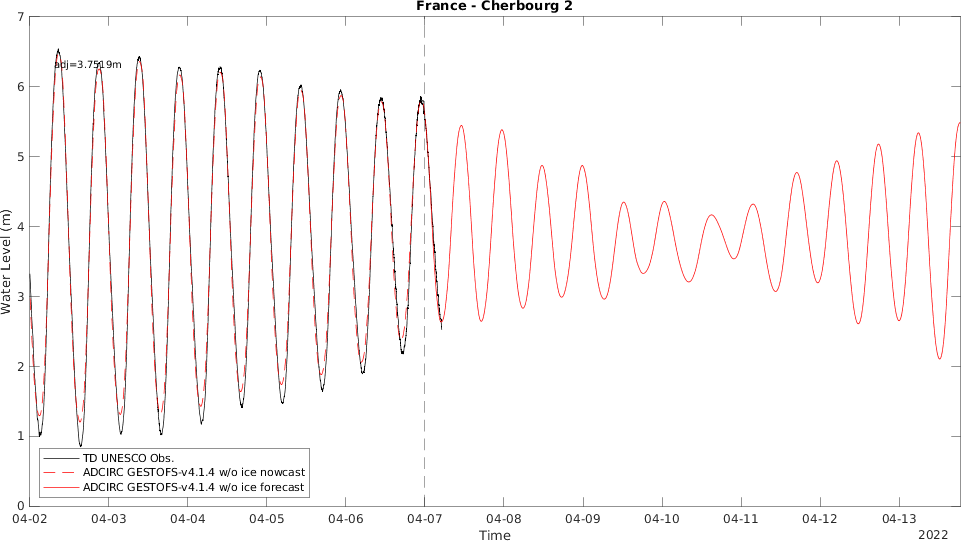 France - Cherbourg 2
7
adj=3.7519m
6
5
4
3
2
1
0
Water Level (m)
TD UNESCO Obs.
ADCIRC GESTOFS-v4.1.4 w/o ice nowcast
ADCIRC GESTOFS-v4.1.4 w/o ice forecast
04-02 04-03 04-04 04-05 04-06 04-07 04-08 04-09 04-10 04-11 04-12 04-13
Time
2022